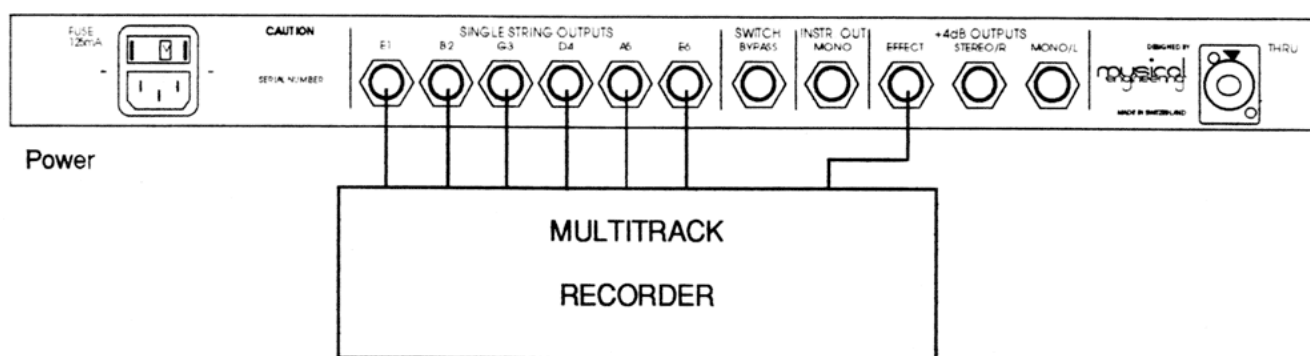 FUSE
125mA
CAUTION
SERIAL NUMBER
SINGLE STRING OUTPUTS
E1 B2 G3 D4 A5 E6
SWITCH
BYPASS
INSTR. OUT
MONO
+4dB OUTPUTS
EFFECT STEREO/R MONO/L
DESIGNED BY
musical
engineering
MADE IN SWITZERLAND
THRU
Power
MULTITRACK
RECORDER